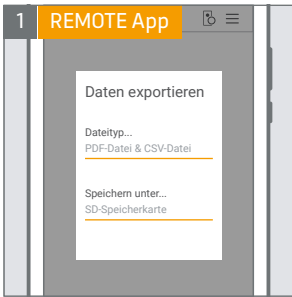 1 REMOTE App
Daten exportieren
Dateityp...
PDF-Datei & CSV-Datei
Speichern unter...
SD-Speicherkarte